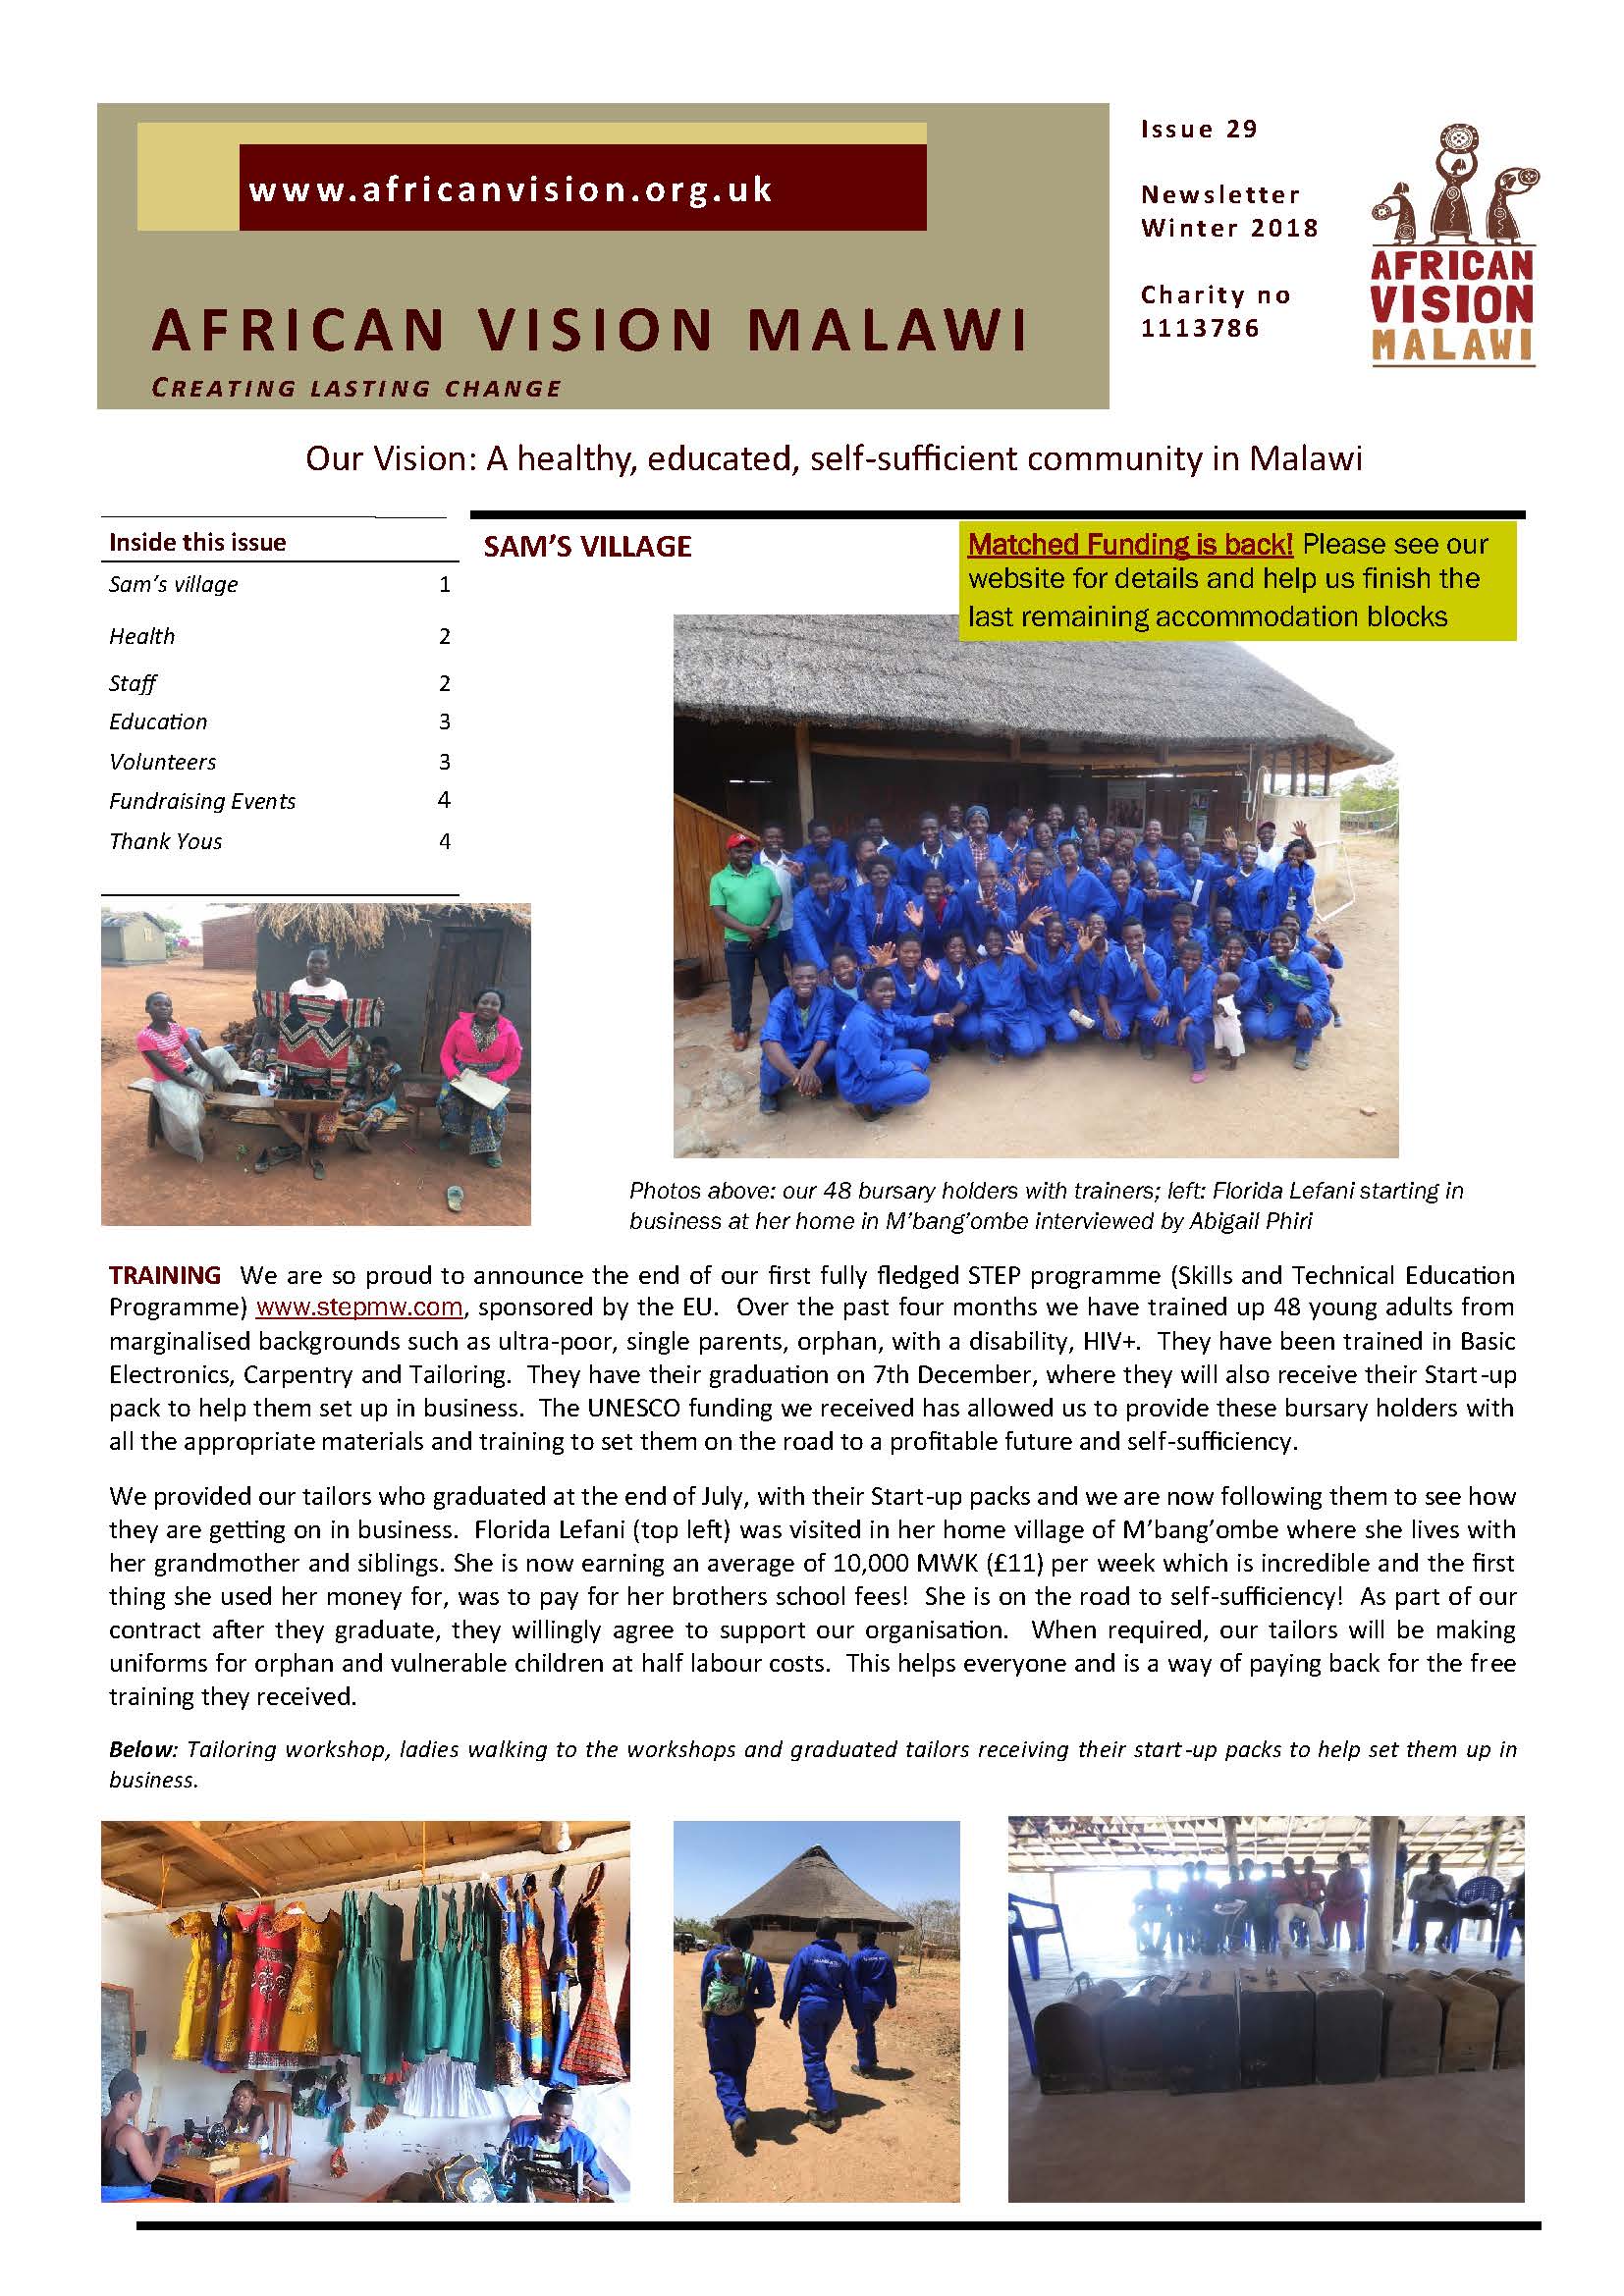 www.africanvision.org.uk
AFRICAN VISION MALAWI
CREATING LASTING CHANGE
Issue 29
Newsletter
Winter 2018
Charity no
1113786
AFRICAN
VISION
MALAWI
Our Vision: A healthy, educated, self-sufficient community in Malawi
Inside this issue
Sam's village 1
Health 2
Staff 2
Education 3
Volunteers 3
Fundraising Events 4
Thank Yous 4
SAM'S VILLAGE
Matched Funding is back! Please see our
website for details and help us finish the
last remaining accommodation blocks
Photos above: our 48 bursary holders with trainers; left: Florida Lefani starting in
business at her home in M'bang'ombe interviewed by Abigail Phiri
TRAINING We are so proud to announce the end of our first fully fledged STEP programme (Skills and Technical Education
Programme) www.stepmw.com, sponsored by the EU. Over the past four months we have trained up 48 young adults from
marginalised backgrounds such as ultra-poor, single parents, orphan, with a disability, HIV+. They have been trained in Basic
Electronics, Carpentry and Tailoring. They have their graduation on 7th December, where they will also receive their Start-up
pack to help them set up in business. The UNESCO funding we received has allowed us to provide these bursary holders with
all the appropriate materials and training to set them on the road to a profitable future and self-sufficiency.
We provided our tailors who graduated at the end of July, with their Start-up packs and we are now following them to see how
they are getting on in business. Florida Lefani (top left) was visited in her home village of M'bang'ombe where she lives with
her grandmother and siblings. She is now earning an average of 10,000 MWK (£11) per week which is incredible and the first
thing she used her money for, was to pay for her brothers school fees! She is on the road to self-sufficiency! As part of our
contract after they graduate, they willingly agree to support our organisation. When required, our tailors will be making
uniforms for orphan and vulnerable children at half labour costs. This helps everyone and is a way of paying back for the free
training they received.
Below: Tailoring workshop, ladies walking to the workshops and graduated tailors receiving their start-up packs to help set them up in
business.